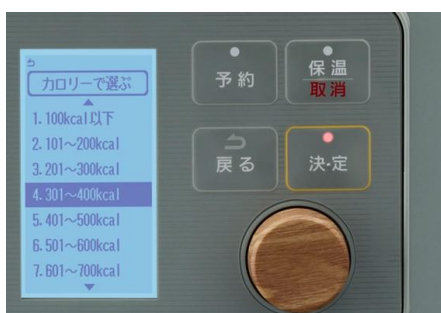 カロリーで選ぶ
1. 100kcal以下
2. 101～200kcal
3. 201～300kcal
4. 301～400kcal
5. 401～500kcal
6. 501～600kcal
7. 601～700kcal
予約
保温
取消
戻る
決・定